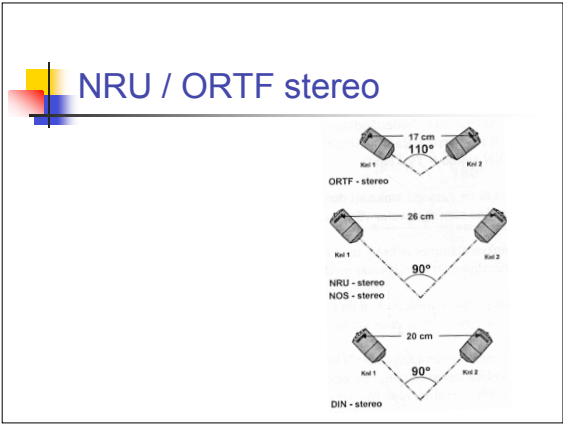 NRU / ORTF stereo
17 cm
110°
Knl 1 Knl 2
ORTF - stereo
26 cm
Knl 1 Knl 2
90°
NRU - stereo
NOS - stereo
20 cm
Knl 1 90° Knl 2
DIN - stereo